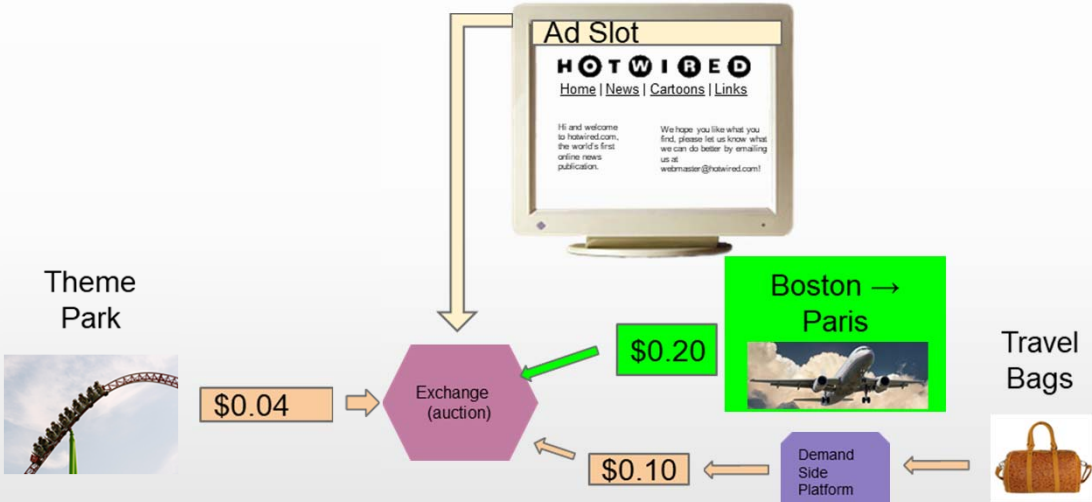 Ad Slot
HOTWIRED
Home | News | Cartoons | Links
Hi and welcome
to hotwired.com,
the world's first
online news
publication.
We hope you like what you
find, please let us know what
we can do better by emailing
us at
webmaster@hotwired.com!
Theme
Park
$0.04
Exchange
(auction)
$0.20
Boston →
Paris
Travel
Bags
$0.10
Demand
Side
Platform